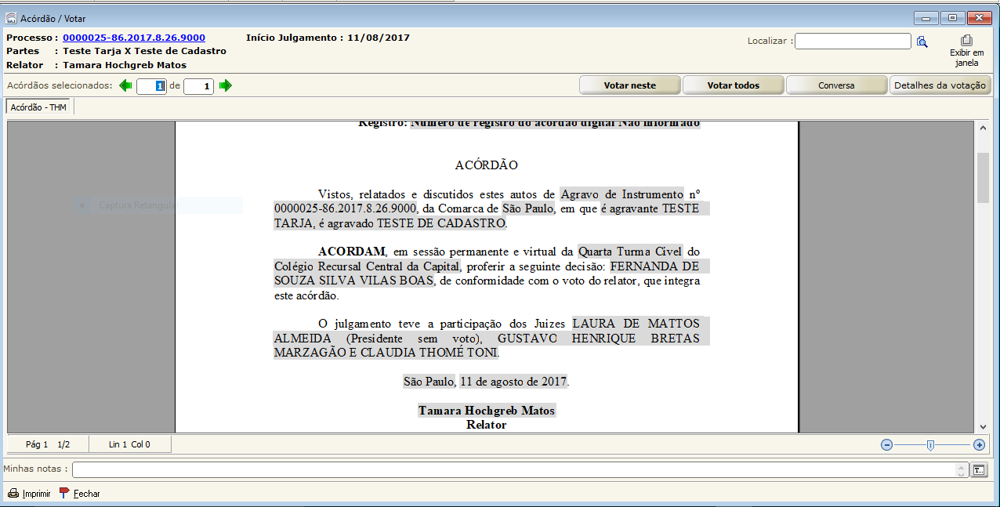 Acórdão / Votar
Processo : 0000025-86.2017.8.26.9000 Início Julgamento : 11/08/2017
Partes : Teste Tarja X Teste de Cadastro
Relator : Tamara Hochgreb Matos
Localizar :
Exibir em
janela
Acórdãos selecionados: 1 de 1
Votar neste Votar todos Conversa Detalhes da votação
Acórdão - THM
Registro: Número de registro do acórdão digital Não informado
ACÓRDÃO
Vistos, relatados e discutidos estes autos de Agravo de Instrumento nº
0000025-86.2017.8.26.9000, da Comarca de São Paulo, em que é agravante TESTE
TARJA, é agravado TESTE DE CADASTRO.
Captura Retangular
ACORDAM, em sessão permanente e virtual da Quarta Turma Cível do
Colégio Recursal Central da Capital, proferir a seguinte decisão: FERNANDA DE
SOUZA SILVA VILAS BOAS, de conformidade com o voto do relator, que integra
este acórdão.
O julgamento teve a participação dos Juizes LAURA DE MATTOS
ALMEIDA (Presidente sem voto), GUSTAVO HENRIQUE BRETAS
MARZAGÃO E CLAUDIA THOMÉ TONI.
São Paulo, 11 de agosto de 2017.
Tamara Hochgreb Matos
Relator
Pág 1 1/2 Lin 1 Col 0
Minhas notas :
T...
Imprimir Fechar